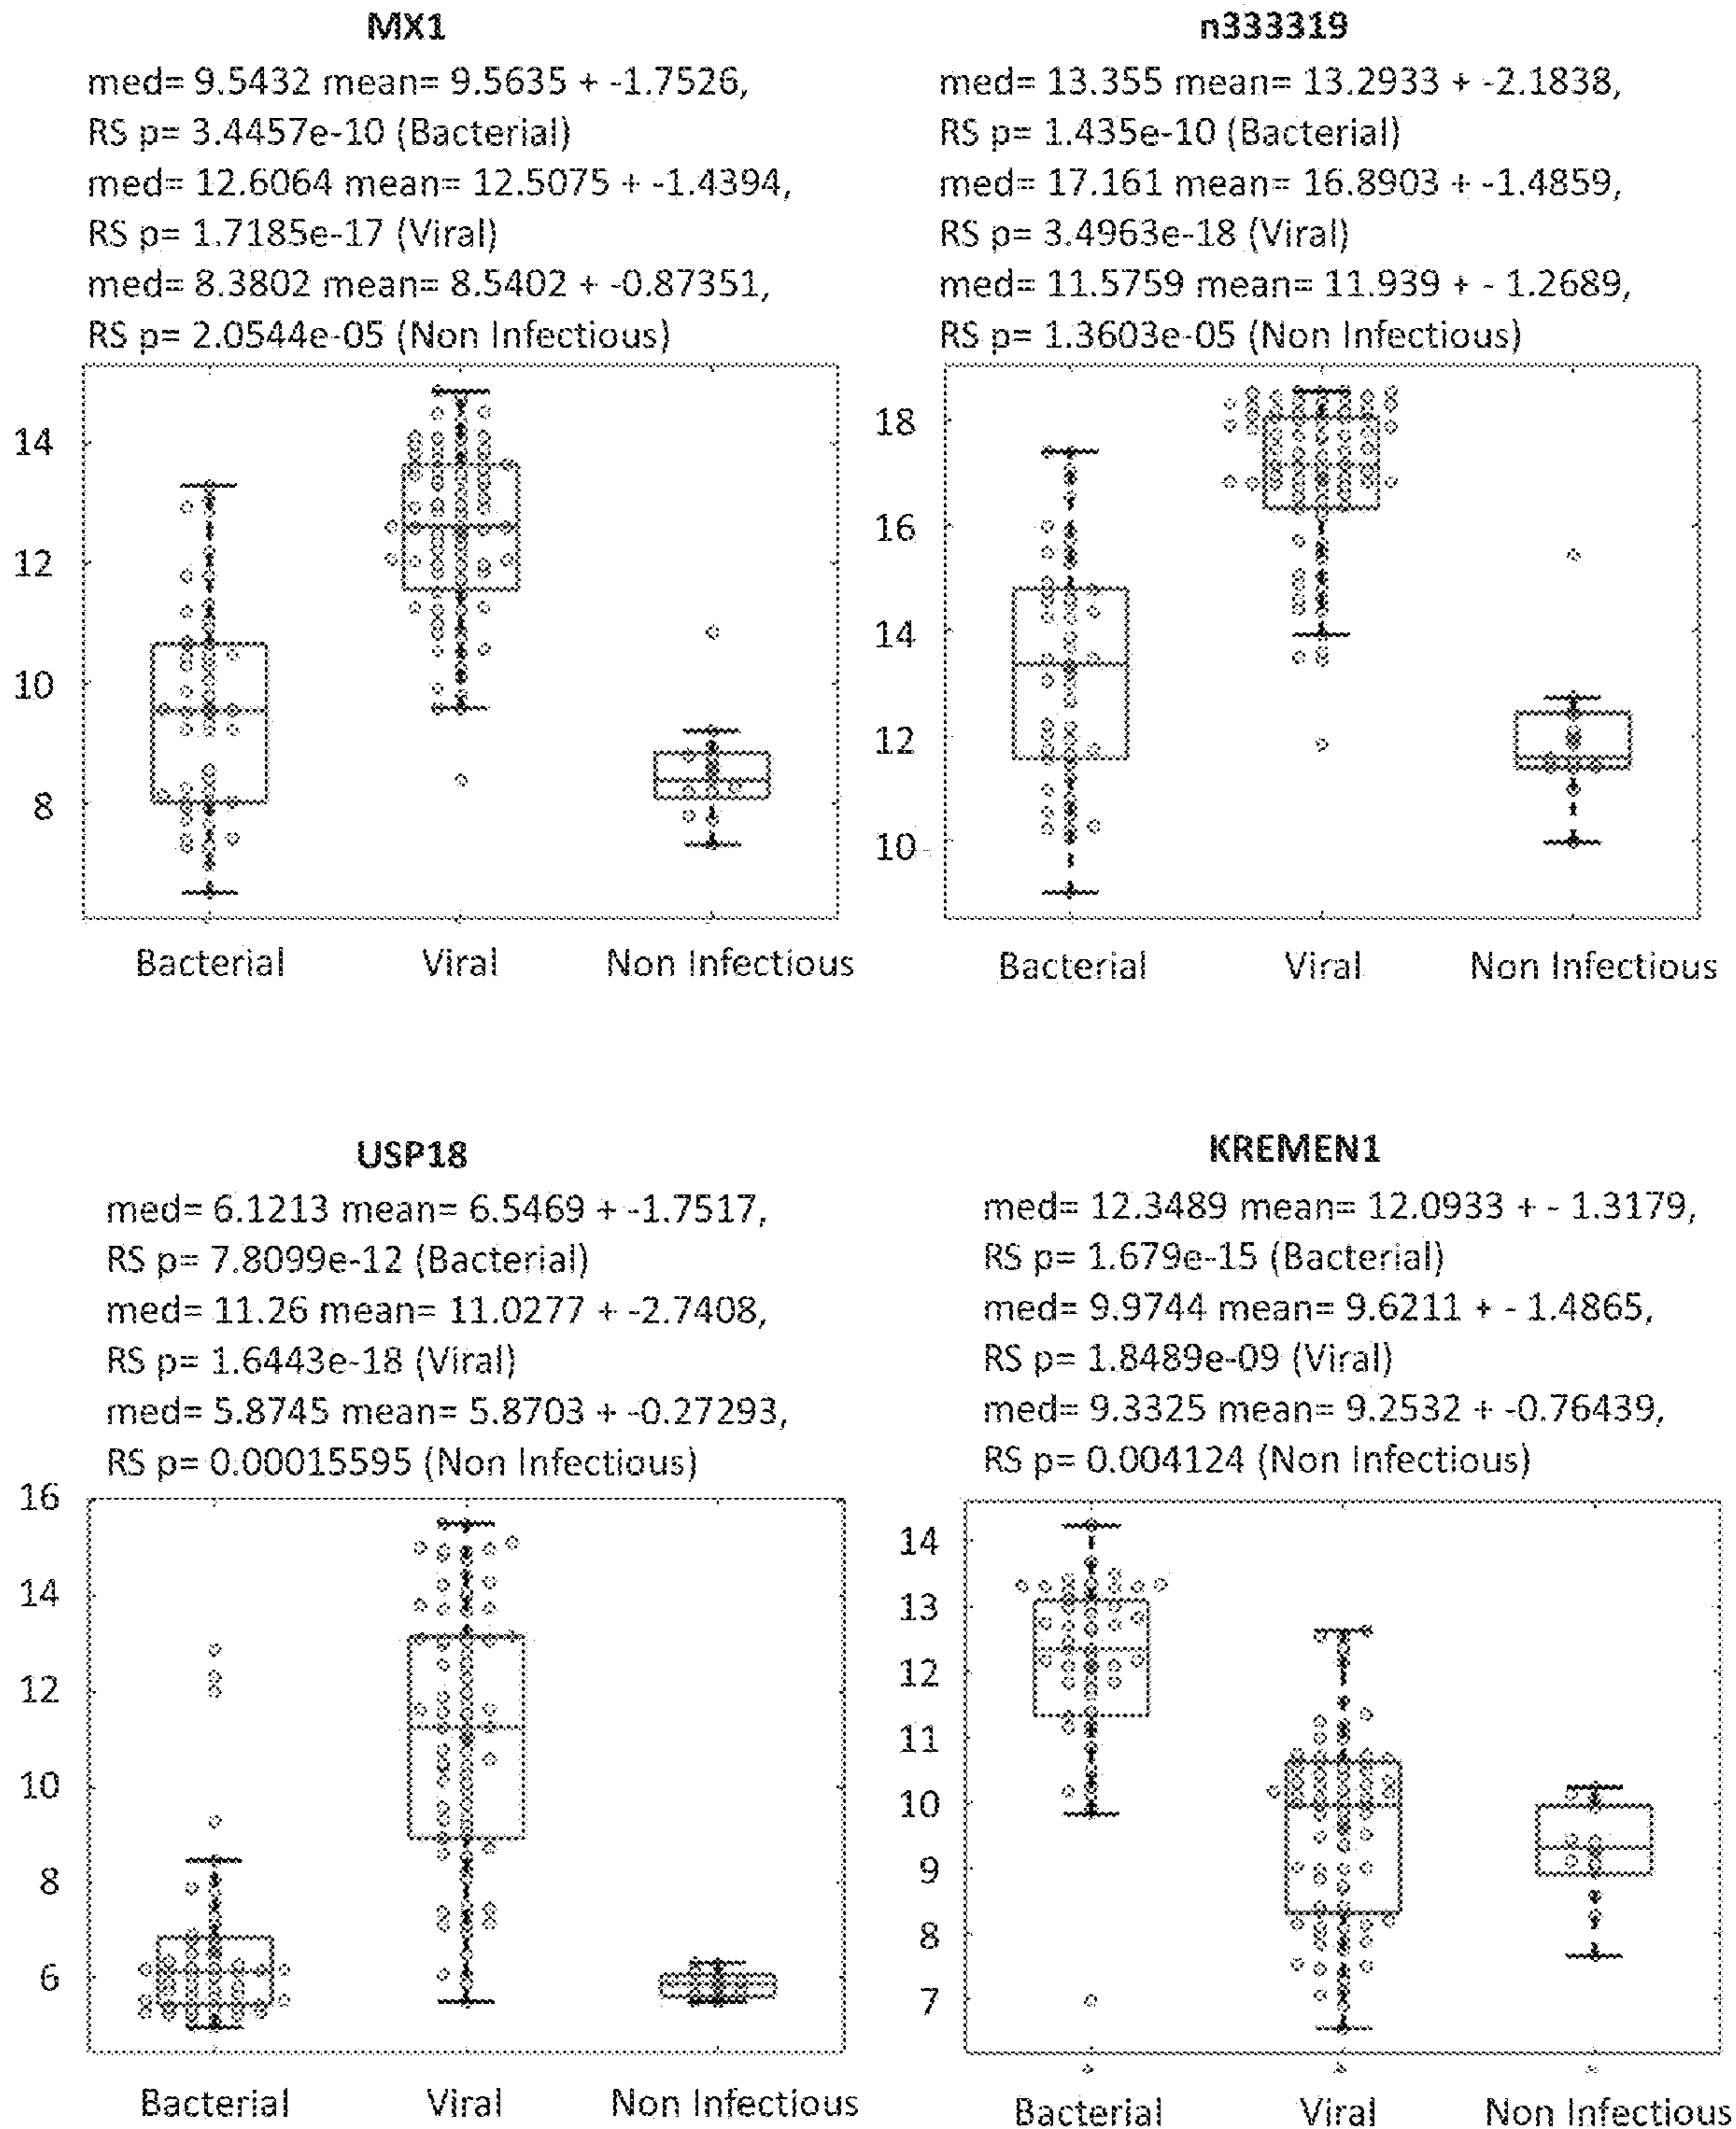 MX1
med= 9.5432 mean= 9.5635 + -1.7526,
RS p= 3.4457e-10 (Bacterial)
med= 12.6064 mean= 12.5075 + -1.4394,
RS p= 1.7185e-17 (Viral)
med= 8.3802 mean= 8.5402 + -0.87351,
RS p= 2.0544e-05 (Non Infectious)
14
12
10
8
Bacterial Viral Non Infectious
n333319
med= 13.355 mean= 13.2933 + -2.1838,
RS p= 1.435e-10 (Bacterial)
med= 17.161 mean= 16.8903 + -1.4859,
RS p= 3.4963e-18 (Viral)
med= 11.5759 mean= 11.939 + - 1.2689,
RS p= 1.3603e-05 (Non Infectious)
18
16
14
12
10
Bacterial Viral Non Infectious
USP18
med= 6.1213 mean= 6.5469 + -1.7517,
RS p= 7.8099e-12 (Bacterial)
med= 11.26 mean= 11.0277 + -2.7408,
RS p= 1.6443e-18 (Viral)
med= 5.8745 mean= 5.8703 + -0.27293,
RS p= 0.00015595 (Non Infectious)
16
14
12
10
8
6
Bacterial Viral Non Infectious
KREMEN1
med= 12.3489 mean= 12.0933 + - 1.3179,
RS p= 1.679e-15 (Bacterial)
med= 9.9744 mean= 9.6211 + - 1.4865,
RS p= 1.8489e-09 (Viral)
med= 9.3325 mean= 9.2532 + -0.76439,
RS p= 0.004124 (Non Infectious)
14
13
12
11
10
9
8
7
Bacterial Viral Non Infectious